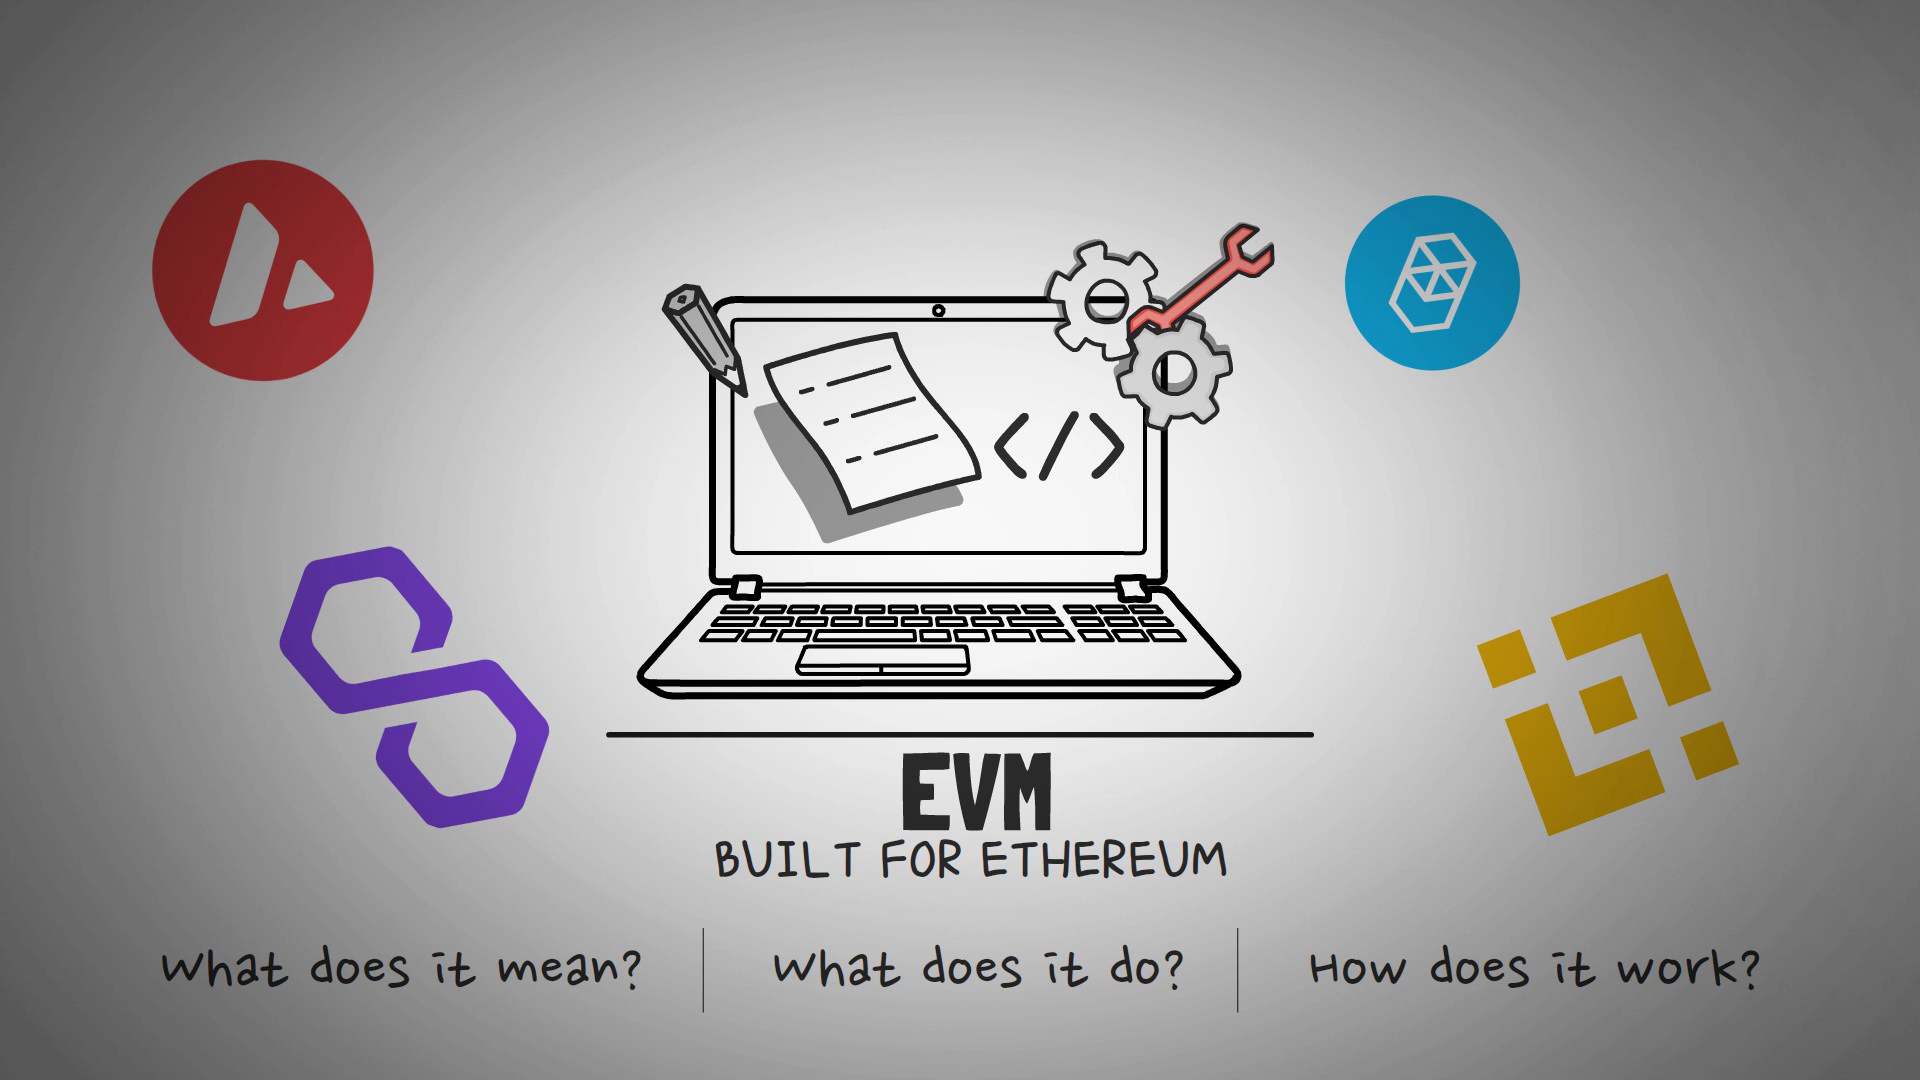 </>
EVM
BUILT FOR ETHEREUM
What does it mean?
What does it do?
How does it work?